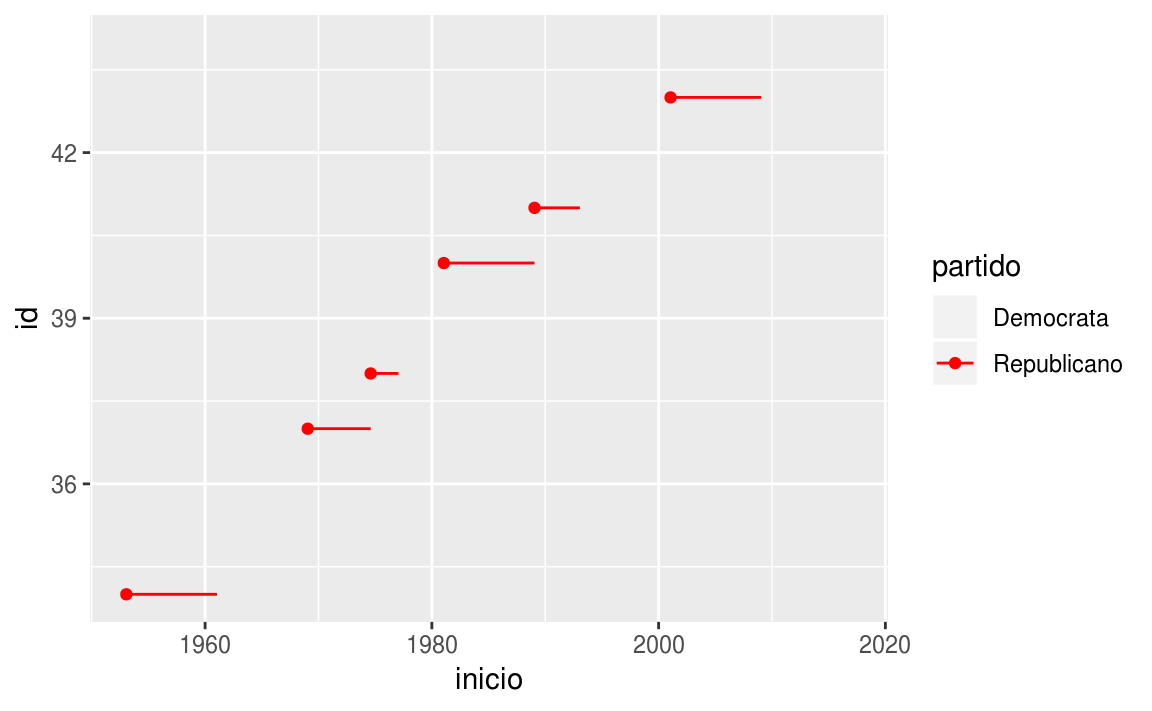 42
39
36
id
1960
1980
2000
2020
inicio
partido
Democrata
Republicano